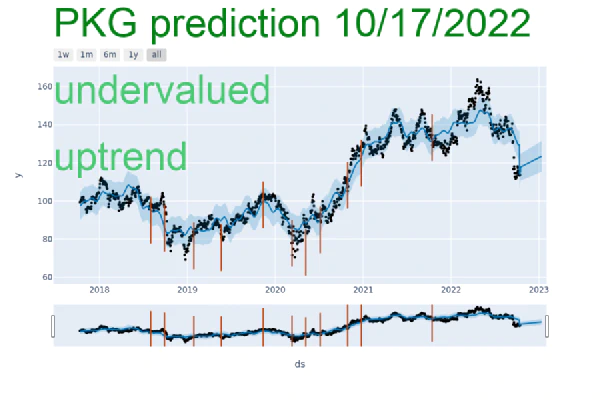 PKG prediction 10/17/2022
1w 1m 6m 1y all
undervalued
uptrend
y
160
140
120
100
80
60
2018 2019 2020 2021 2022 2023
ds